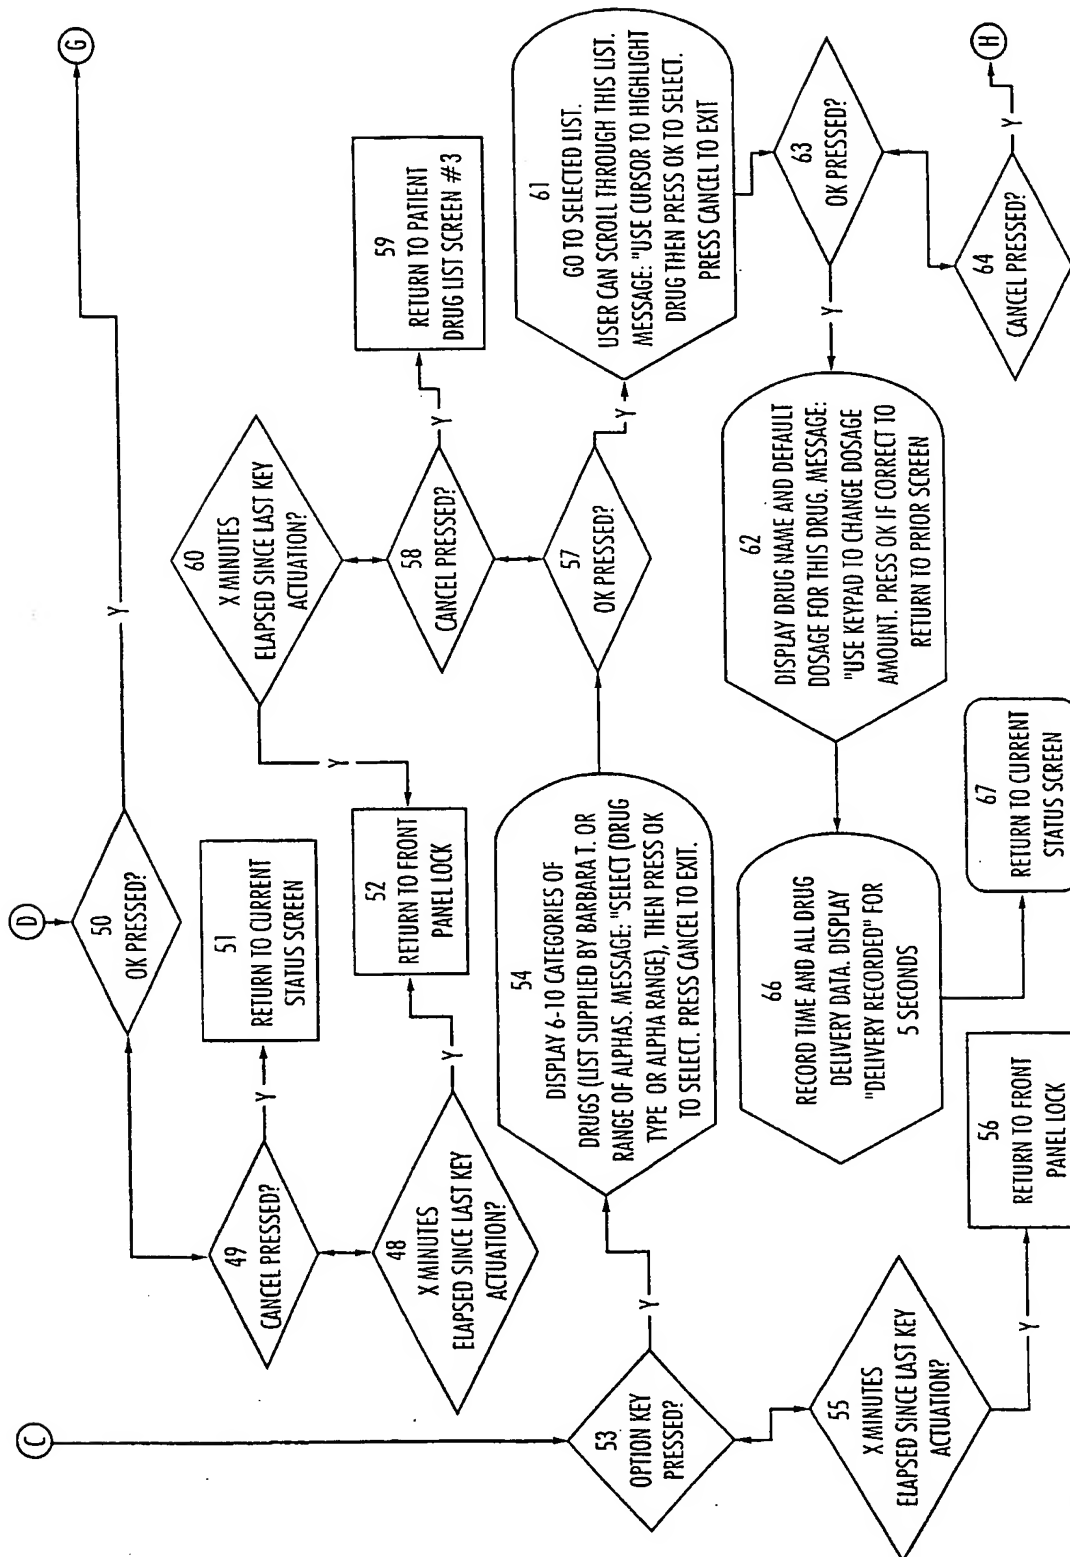 C
D
G
50
OK PRESSED?
Y
49
CANCEL PRESSED?
Y
51
RETURN TO CURRENT
STATUS SCREEN
48
X MINUTES
ELAPSED SINCE LAST KEY
ACTUATION?
Y
52
RETURN TO FRONT
PANEL LOCK
Y
60
X MINUTES
ELAPSED SINCE LAST KEY
ACTUATION?
58
CANCEL PRESSED?
Y
59
RETURN TO PATIENT
DRUG LIST SCREEN #3
57
OK PRESSED?
Y
53
OPTION KEY
PRESSED?
Y
54
DISPLAY 6-10 CATEGORIES OF
DRUGS (LIST SUPPLIED BY BARBARA T. OR
RANGE OF ALPHAS. MESSAGE: "SELECT (DRUG
TYPE OR ALPHA RANGE), THEN PRESS OK
TO SELECT. PRESS CANCEL TO EXIT.
61
GO TO SELECTED LIST.
USER CAN SCROLL THROUGH THIS LIST.
MESSAGE: "USE CURSOR TO HIGHLIGHT
DRUG THEN PRESS OK TO SELECT.
PRESS CANCEL TO EXIT
55
X MINUTES
ELAPSED SINCE LAST KEY
ACTUATION?
Y
56
RETURN TO FRONT
PANEL LOCK
66
RECORD TIME AND ALL DRUG
DELIVERY DATA. DISPLAY
"DELIVERY RECORDED" FOR
5 SECONDS
67
RETURN TO CURRENT
STATUS SCREEN
62
DISPLAY DRUG NAME AND DEFAULT
DOSAGE FOR THIS DRUG. MESSAGE:
"USE KEYPAD TO CHANGE DOSAGE
AMOUNT. PRESS OK IF CORRECT TO
RETURN TO PRIOR SCREEN
Y
63
OK PRESSED?
64
CANCEL PRESSED?
Y
H